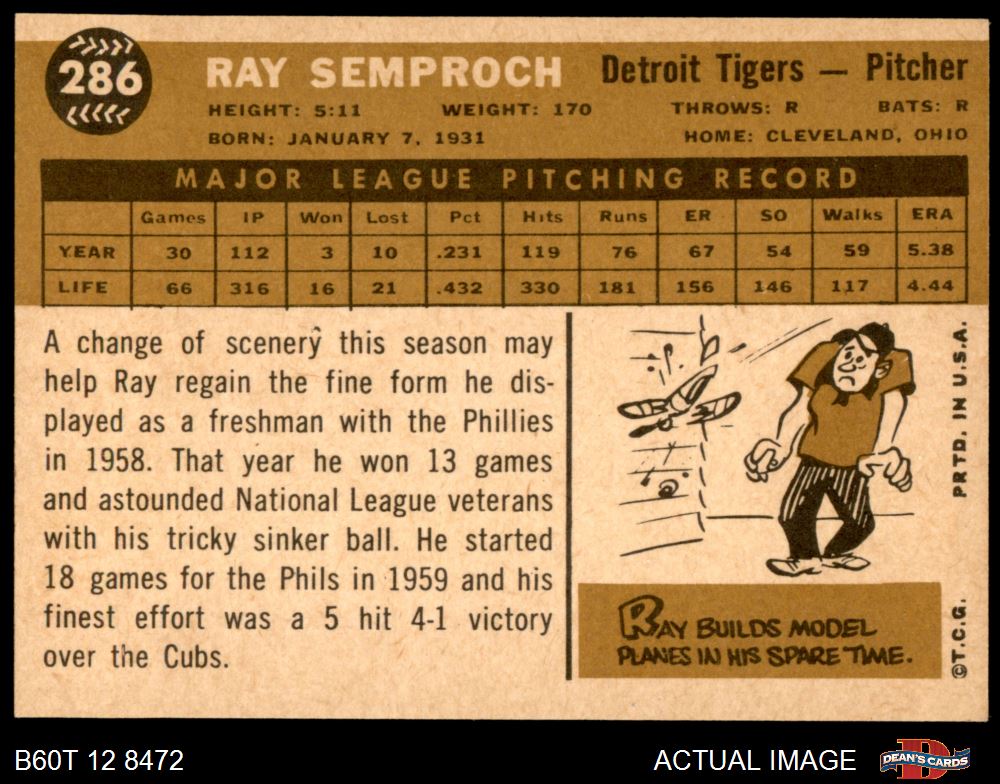 286
RAY SEMPROCH Detroit Tigers — Pitcher
HEIGHT: 5:11 WEIGHT: 170 THROWS: R BATS: R
BORN: JANUARY 7, 1931 HOME: CLEVELAND, OHIO
MAJOR LEAGUE PITCHING RECORD
Games IP Won Lost Pct Hits Runs ER SO Walks ERA
YEAR 30 112 3 10 .231 119 76 67 54 59 5.38
LIFE 66 316 16 21 .432 330 181 156 146 117 4.44
A change of scenery this season may
help Ray regain the fine form he dis-
played as a freshman with the Phillies
in 1958. That year he won 13 games
and astounded National League veterans
with his tricky sinker ball. He started
18 games for the Phils in 1959 and his
finest effort was a 5 hit 4-1 victory
over the Cubs.
RAY BUILDS MODEL
PLANES IN HIS SPARE TIME.
©T.C.G. PRTD. IN U.S.A.
B60T 12 8472 ACTUAL IMAGE
DEAN'S CARDS